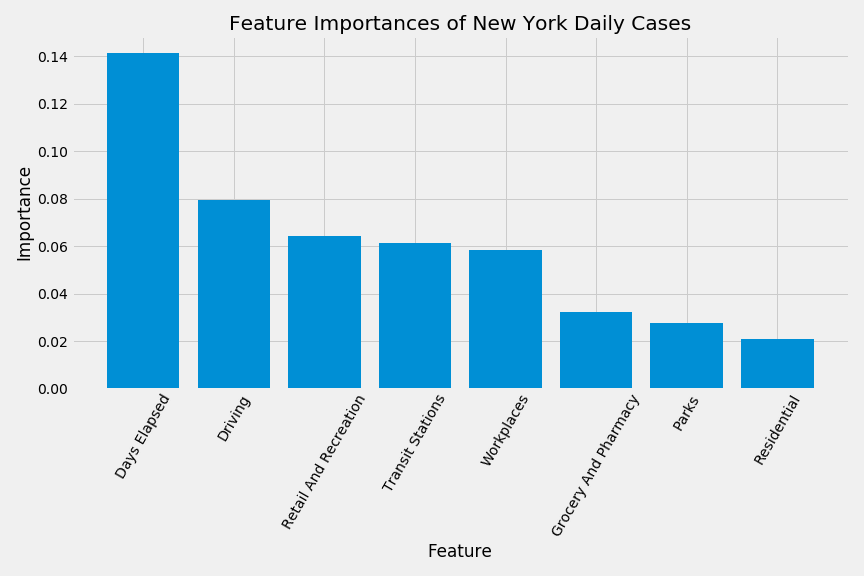 Feature Importances of New York Daily Cases
Importance
0.14
0.12
0.10
0.08
0.06
0.04
0.02
0.00
Days Elapsed
Driving
Retail And Recreation
Transit Stations
Workplaces
Grocery And Pharmacy
Parks
Residential
Feature